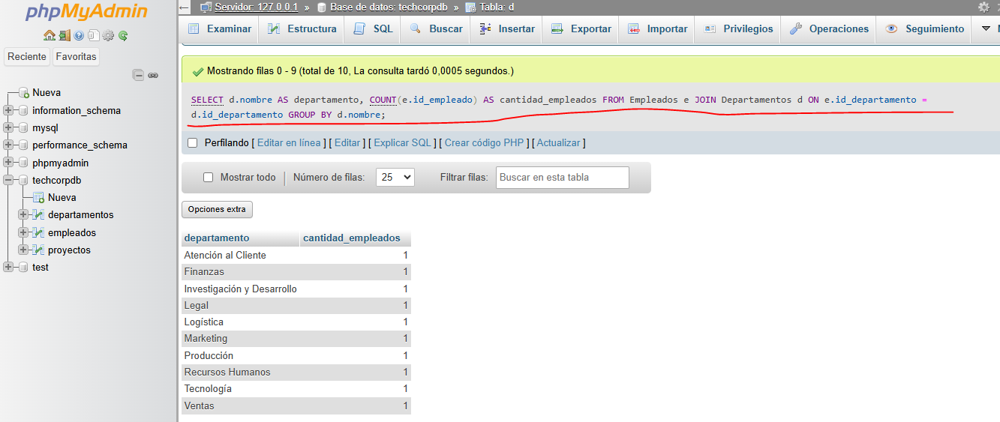 phpMyAdmin
Reciente Favoritas
Nueva
information_schema
mysql
performance_schema
phpmyadmin
techcorpdb
Nueva
departamentos
empleados
proyectos
test
Servidor: 127.0.0.1 » Base de datos: techcorpdb » Tabla: d
Examinar Estructura SQL Buscar Insertar Exportar Importar Privilegios Operaciones Seguimiento
Mostrando filas 0 - 9 (total de 10, La consulta tardó 0,0005 segundos.)
SELECT d.nombre AS departamento, COUNT(e.id_empleado) AS cantidad_empleados FROM Empleados e JOIN Departamentos d ON e.id_departamento =
d.id_departamento GROUP BY d.nombre;
Perfilando [ Editar en línea ] [ Editar ] [ Explicar SQL ] [ Crear código PHP ] [ Actualizar ]
Mostrar todo | Número de filas: 25 Filtrar filas: Buscar en esta tabla
Opciones extra
departamento cantidad_empleados
Atención al Cliente 1
Finanzas 1
Investigación y Desarrollo 1
Legal 1
Logística 1
Marketing 1
Producción 1
Recursos Humanos 1
Tecnología 1
Ventas 1